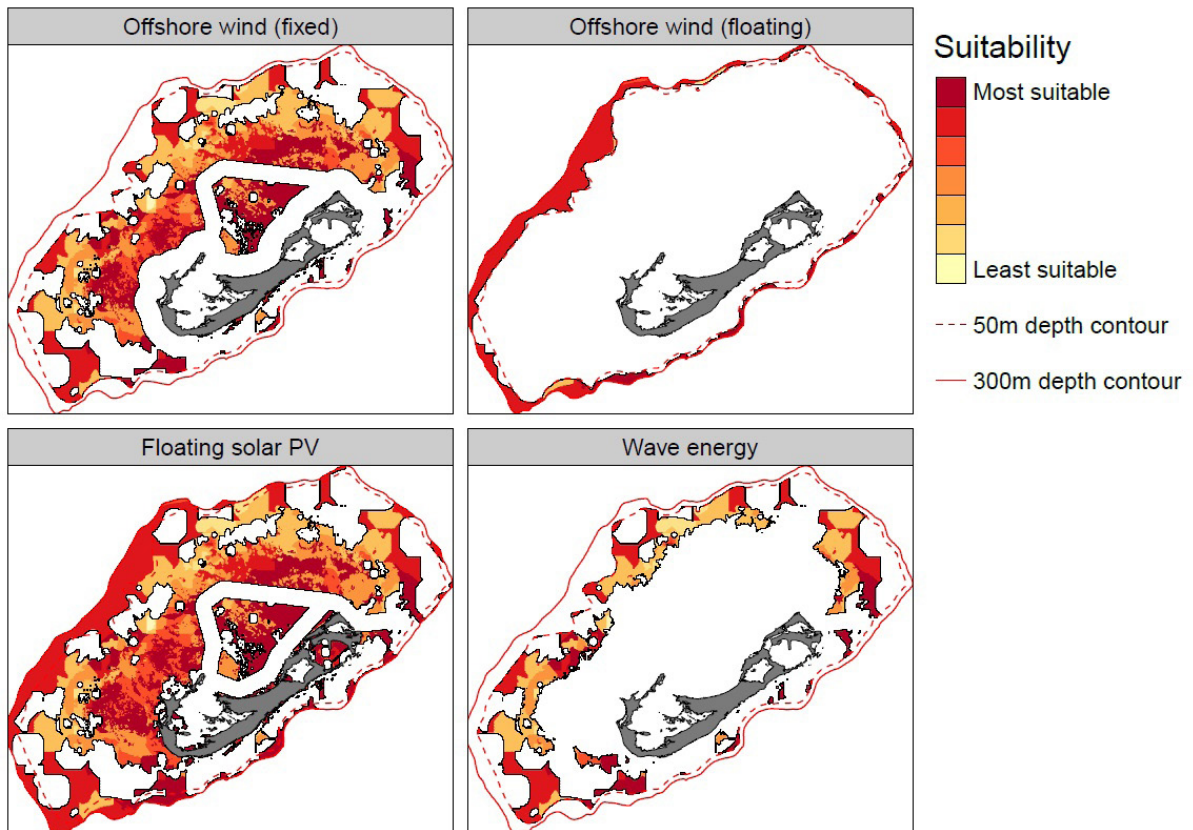 Offshore wind (fixed)
Offshore wind (floating)
Suitability
Most suitable
Least suitable
50m depth contour
300m depth contour
Floating solar PV
Wave energy